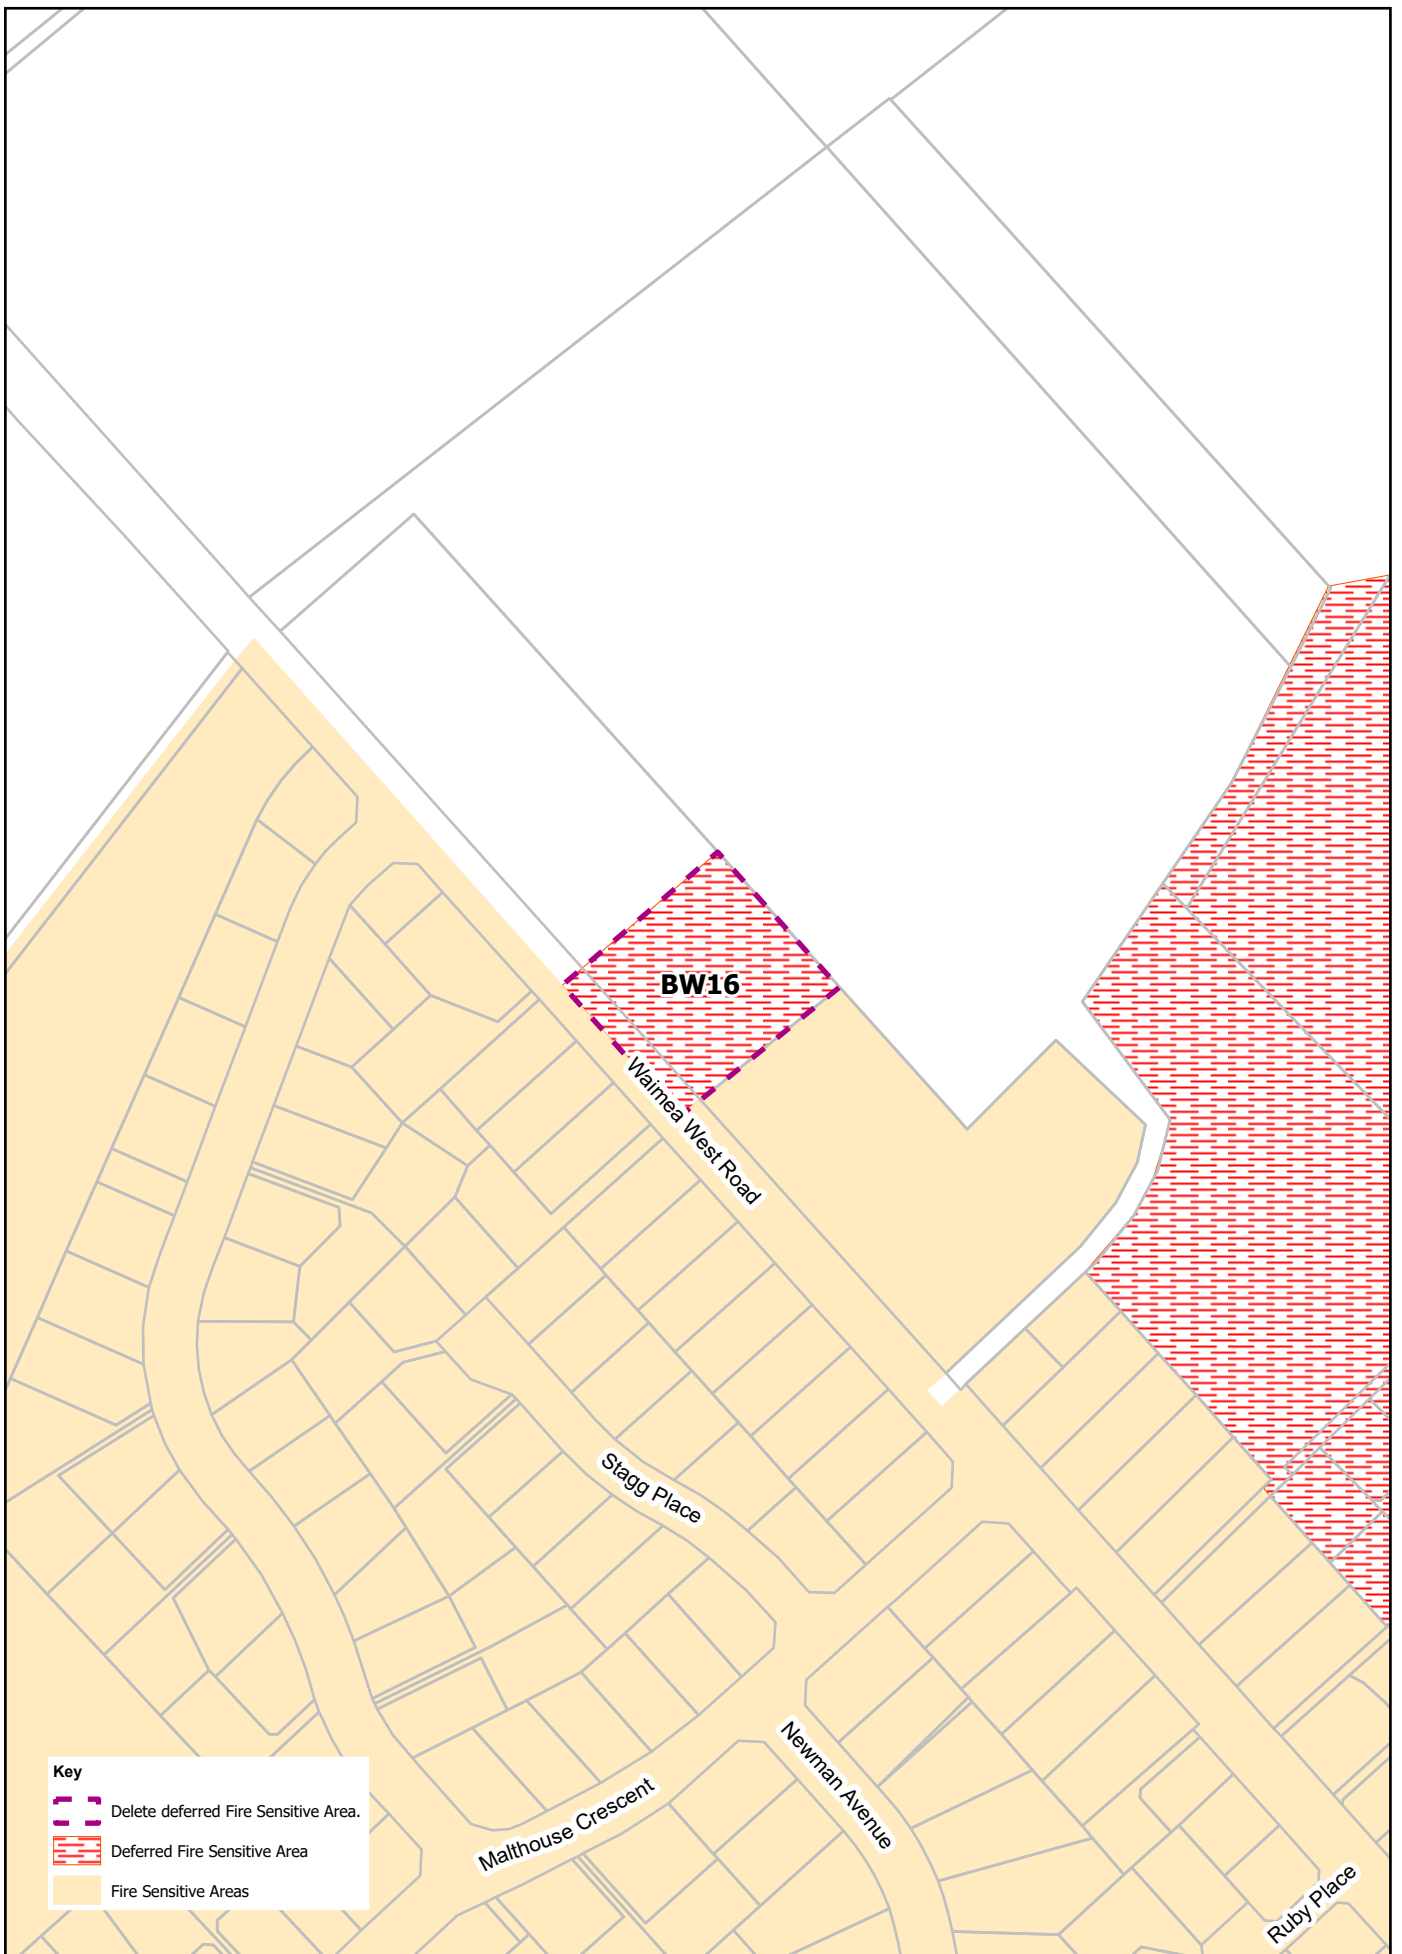 BW16
Waimea West Road
Stagg Place
Newman Avenue
Malthouse Crescent
Ruby Place
Key
Delete deferred Fire Sensitive Area.
Deferred Fire Sensitive Area
Fire Sensitive Areas